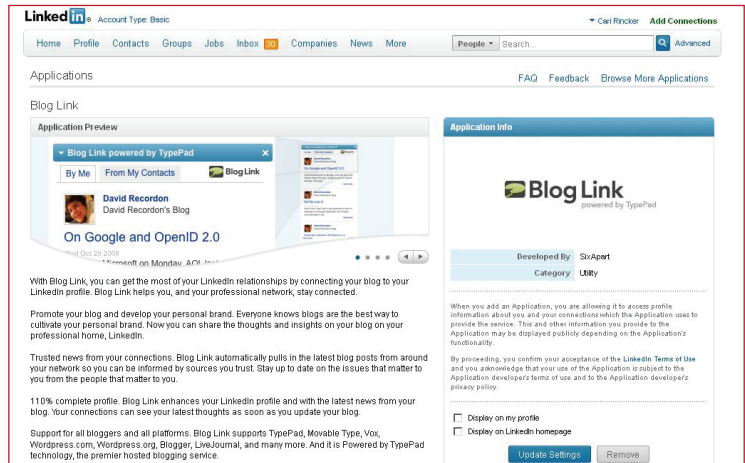 Linked in Account Type: Basic
Cari Rincker Add Connections
Home Profile Contacts Groups Jobs Inbox 30 Companies News More People Search... Advanced
Applications
FAQ Feedback Browse More Applications
Blog Link
Application Preview
Blog Link powered by TypePad x
By Me From My Contacts Blog Link
David Recordon
David Recordon's Blog
On Google and OpenID 2.0
Wed Oct 29 2008
Microsoft on Monday, AOL
With Blog Link, you can get the most of your LinkedIn relationships by connecting your blog to your
LinkedIn profile. Blog Link helps you, and your professional network, stay connected.
Promote your blog and develop your personal brand. Everyone knows blogs are the best way to
cultivate your personal brand. Now you can share the thoughts and insights on your blog on your
professional home, LinkedIn.
Trusted news from your connections. Blog Link automatically pulls in the latest blog posts from around
your network so you can be informed by sources you trust. Stay up to date on the issues that matter to
you from the people that matter to you.
110% complete profile. Blog Link enhances your LinkedIn profile and with the latest news from your
blog. Your connections can see your latest thoughts as soon as you update your blog.
Support for all bloggers and all platforms. Blog Link supports TypePad, Movable Type, Vox,
Wordpress.com, Wordpress.org, Blogger, LiveJournal, and many more. And it is Powered by TypePad
technology, the premier hosted blogging service.
Application Info
Blog Link
powered by TypePad
Developed By SixApart
Category Utility
When you add an Application, you are allowing it to access profile
information about you and your connections which the Application uses to
provide the service. This and other information you provide to the
Application may be displayed publicly depending on the Application's
functionality.
By proceeding, you confirm your acceptance of the LinkedIn Terms of Use
and you acknowledge that your use of the Application is subject to the
Application developer's terms of use and to the Application developer's
privacy policy.
Display on my profile
Display on LinkedIn homepage
Update Settings Remove